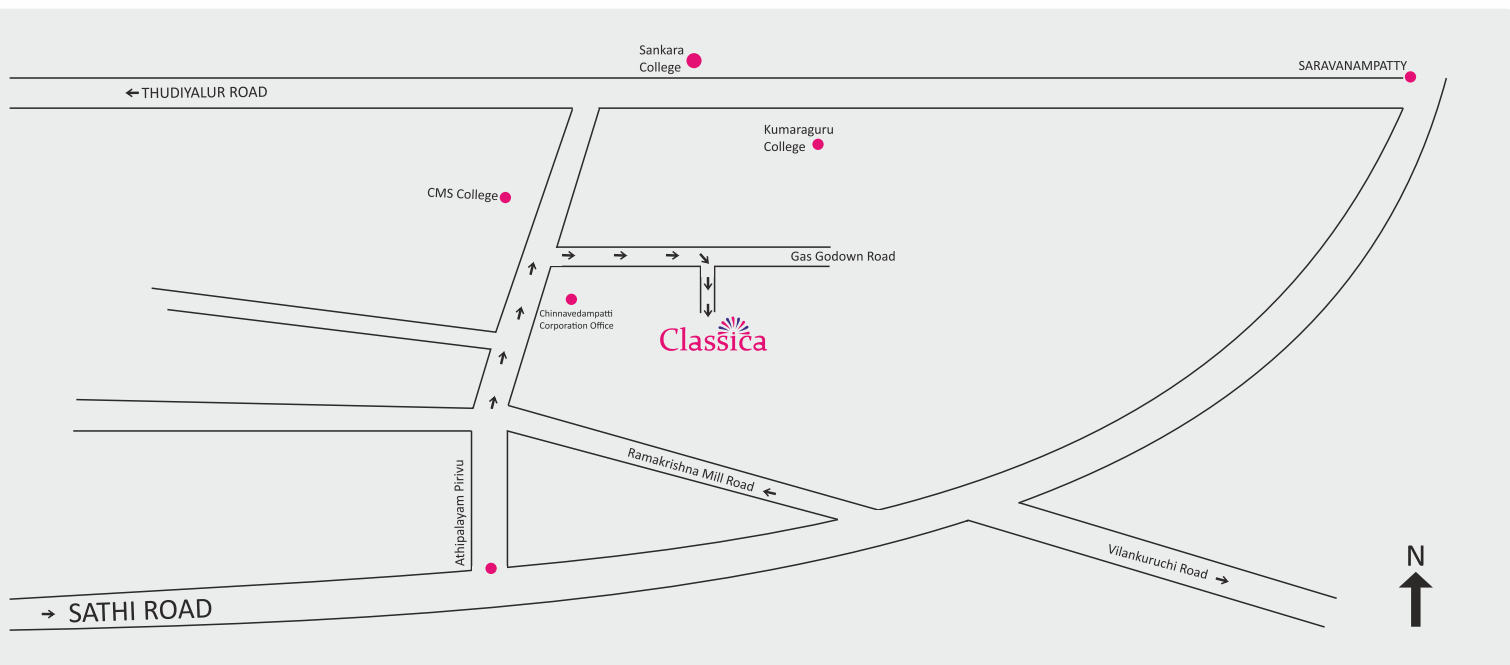 Sankara
College
SARAVANAMPATTY
THUDIYALUR ROAD
Kumaraguru
College
CMS College
Gas Godown Road
Chinnavedampatti
Corporation Office
Classica
Ramakrishna Mill Road
Athipalayam Pirivu
Vilankuruchi Road
N
SATHI ROAD